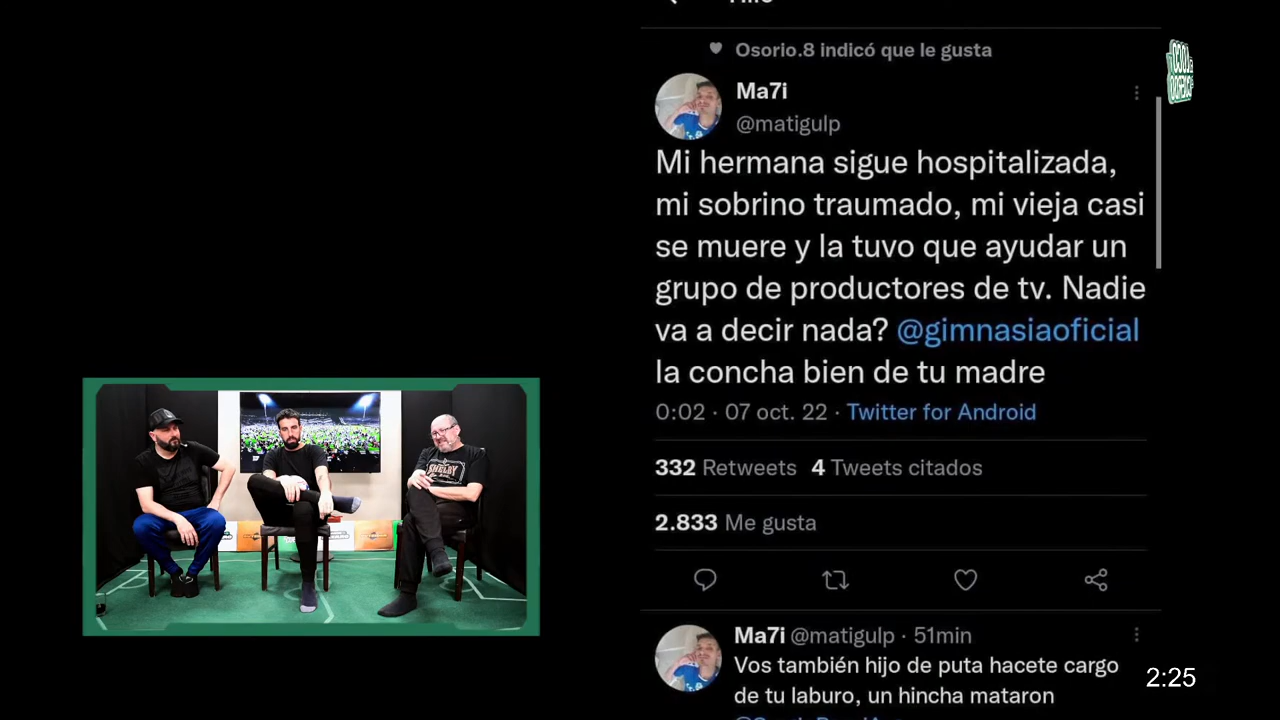 Osorio.8 indicó que le gusta
Ma7i
@matigulp
Mi hermana sigue hospitalizada,
mi sobrino traumado, mi vieja casi
se muere y la tuvo que ayudar un
grupo de productores de tv. Nadie
va a decir nada? @gimnasiaoficial
la concha bien de tu madre
0:02 · 07 oct. 22 · Twitter for Android
332 Retweets 4 Tweets citados
2.833 Me gusta
Ma7i @matigulp · 51min
Vos también hijo de puta hacete cargo
de tu laburo, un hincha mataron
2:25
SHELBY